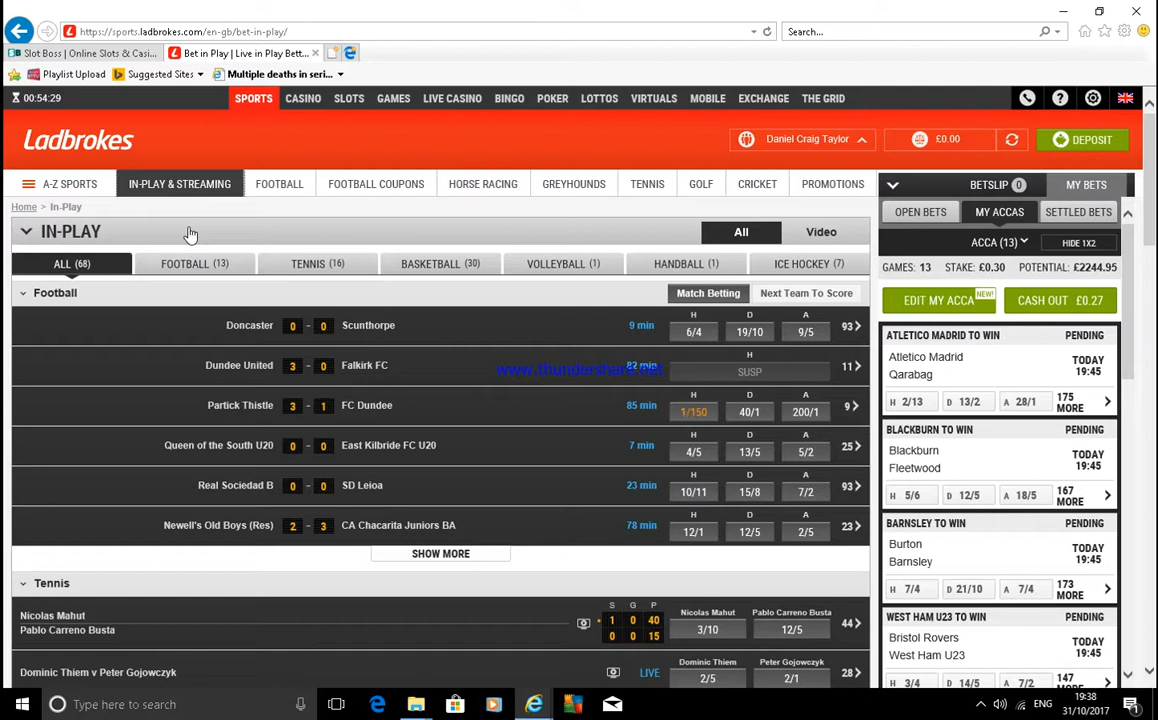 https://sports.ladbrokes.com/en-gb/bet-in-play/
Search...
Slot Boss | Online Slots & Casi...
Bet in Play | Live in Play Bett...
Playlist Upload Suggested Sites Multiple deaths in seri...
00:54:29 SPORTS CASINO SLOTS GAMES LIVE CASINO BINGO POKER LOTTOS VIRTUALS MOBILE EXCHANGE THE GRID
Ladbrokes
Daniel Craig Taylor £0.00 DEPOSIT
A-Z SPORTS IN-PLAY & STREAMING FOOTBALL FOOTBALL COUPONS HORSE RACING GREYHOUNDS TENNIS GOLF CRICKET PROMOTIONS
Home > In-Play
IN-PLAY All Video
ALL (68) FOOTBALL (13) TENNIS (16) BASKETBALL (30) VOLLEYBALL (1) HANDBALL (1) ICE HOCKEY (7)
Football Match Betting Next Team To Score
H D A
Doncaster 0 - 0 Scunthorpe 9 min 6/4 19/10 9/5 93
H
Dundee United 3 - 0 Falkirk FC 82 min SUSP 11
www.thundershare.net
H D A
Partick Thistle 3 - 1 FC Dundee 85 min 1/150 40/1 200/1 9
H D A
Queen of the South U20 0 - 0 East Kilbride FC U20 7 min 4/5 13/5 5/2 25
H D A
Real Sociedad B 0 - 0 SD Leioa 23 min 10/11 15/8 7/2 93
H D A
Newell's Old Boys (Res) 2 - 3 CA Chacarita Juniors BA 78 min 12/1 12/5 2/5 23
SHOW MORE
Tennis
S G P
Nicolas Mahut 1 0 40 Nicolas Mahut 3/10 Pablo Carreno Busta 12/5 44
Pablo Carreno Busta 0 0 15
Dominic Thiem v Peter Gojowczyk LIVE Dominic Thiem 2/5 Peter Gojowczyk 2/1 28
BETSLIP 0 MY BETS
OPEN BETS MY ACCAS SETTLED BETS
ACCA (13) HIDE 1X2
GAMES: 13 STAKE: £0.30 POTENTIAL: £2244.95
EDIT MY ACCA NEW! CASH OUT £0.27
ATLETICO MADRID TO WIN PENDING
Atletico Madrid
Qarabag
TODAY
19:45
H 2/13 D 13/2 A 28/1 175 MORE
BLACKBURN TO WIN PENDING
Blackburn
Fleetwood
TODAY
19:45
H 5/6 D 12/5 A 18/5 167 MORE
BARNSLEY TO WIN PENDING
Burton
Barnsley
TODAY
19:45
H 7/4 D 21/10 A 7/4 173 MORE
WEST HAM U23 TO WIN PENDING
Bristol Rovers
West Ham U23
TODAY
19:45
H 3/4 D 14/5 A 7/2 147 MORE
Type here to search
ENG
19:38
31/10/2017
1